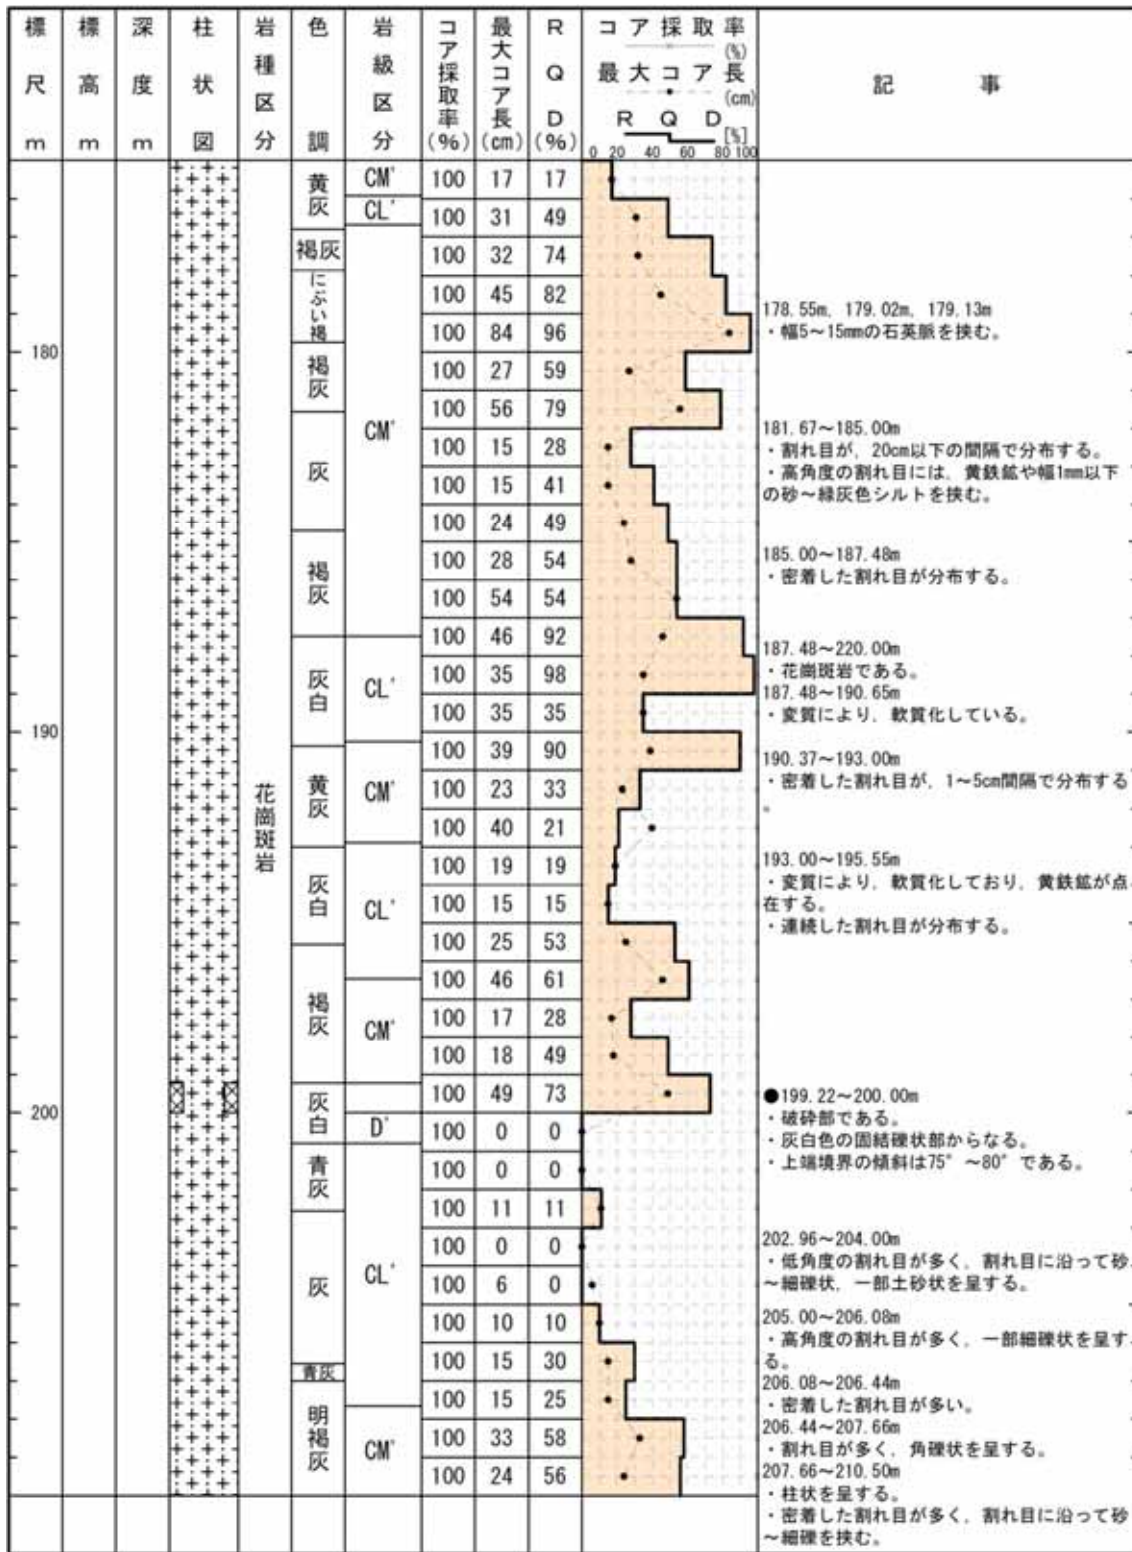 標尺m
標高m
深度m
柱状図
岩種区分
色調
岩級区分
コア採取率(%)
最大コア長(cm)
RQD(%)
コア採取率
(%)
最大コア長
(cm)
RQD
[%]
0 20 40 60 80 100
記事
180
190
200
花崗斑岩
黄灰
褐灰
にぶい褐
褐灰
灰
褐灰
灰白
黄灰
灰白
褐灰
灰白
青灰
灰
青灰
明褐灰
CM'
CL'
CM'
CL'
CM'
CL'
CM'
D'
CL'
CM'
100 17 17
100 31 49
100 32 74
100 45 82
100 84 96
100 27 59
100 56 79
100 15 28
100 15 41
100 24 49
100 28 54
100 54 54
100 46 92
100 35 98
100 35 35
100 39 90
100 23 33
100 40 21
100 19 19
100 15 15
100 25 53
100 46 61
100 17 28
100 18 49
100 49 73
100 0 0
100 0 0
100 11 11
100 0 0
100 6 0
100 10 10
100 15 30
100 15 25
100 33 58
100 24 56
178.55m, 179.02m, 179.13m
・幅5～15mmの石英脈を挟む。
181.67～185.00m
・割れ目が，20cm以下の間隔で分布する。
・高角度の割れ目には，黄鉄鉱や幅1mm以下
の砂～緑灰色シルトを挟む。
185.00～187.48m
・密着した割れ目が分布する。
187.48～220.00m
・花崗斑岩である。
187.48～190.65m
・変質により，軟質化している。
190.37～193.00m
・密着した割れ目が，1～5cm間隔で分布する
。
193.00～195.55m
・変質により，軟質化しており，黄鉄鉱が点
在する。
・連続した割れ目が分布する。
●199.22～200.00m
・破砕部である。
・灰白色の固結礫状部からなる。
・上端境界の傾斜は75°～80°である。
202.96～204.00m
・低角度の割れ目が多く，割れ目に沿って砂
～細礫状，一部土砂状を呈する。
205.00～206.08m
・高角度の割れ目が多く，一部細礫状を呈す
る。
206.08～206.44m
・密着した割れ目が多い。
206.44～207.66m
・割れ目が多く，角礫状を呈する。
207.66～210.50m
・柱状を呈する。
・密着した割れ目が多く，割れ目に沿って砂
～細礫を挟む。